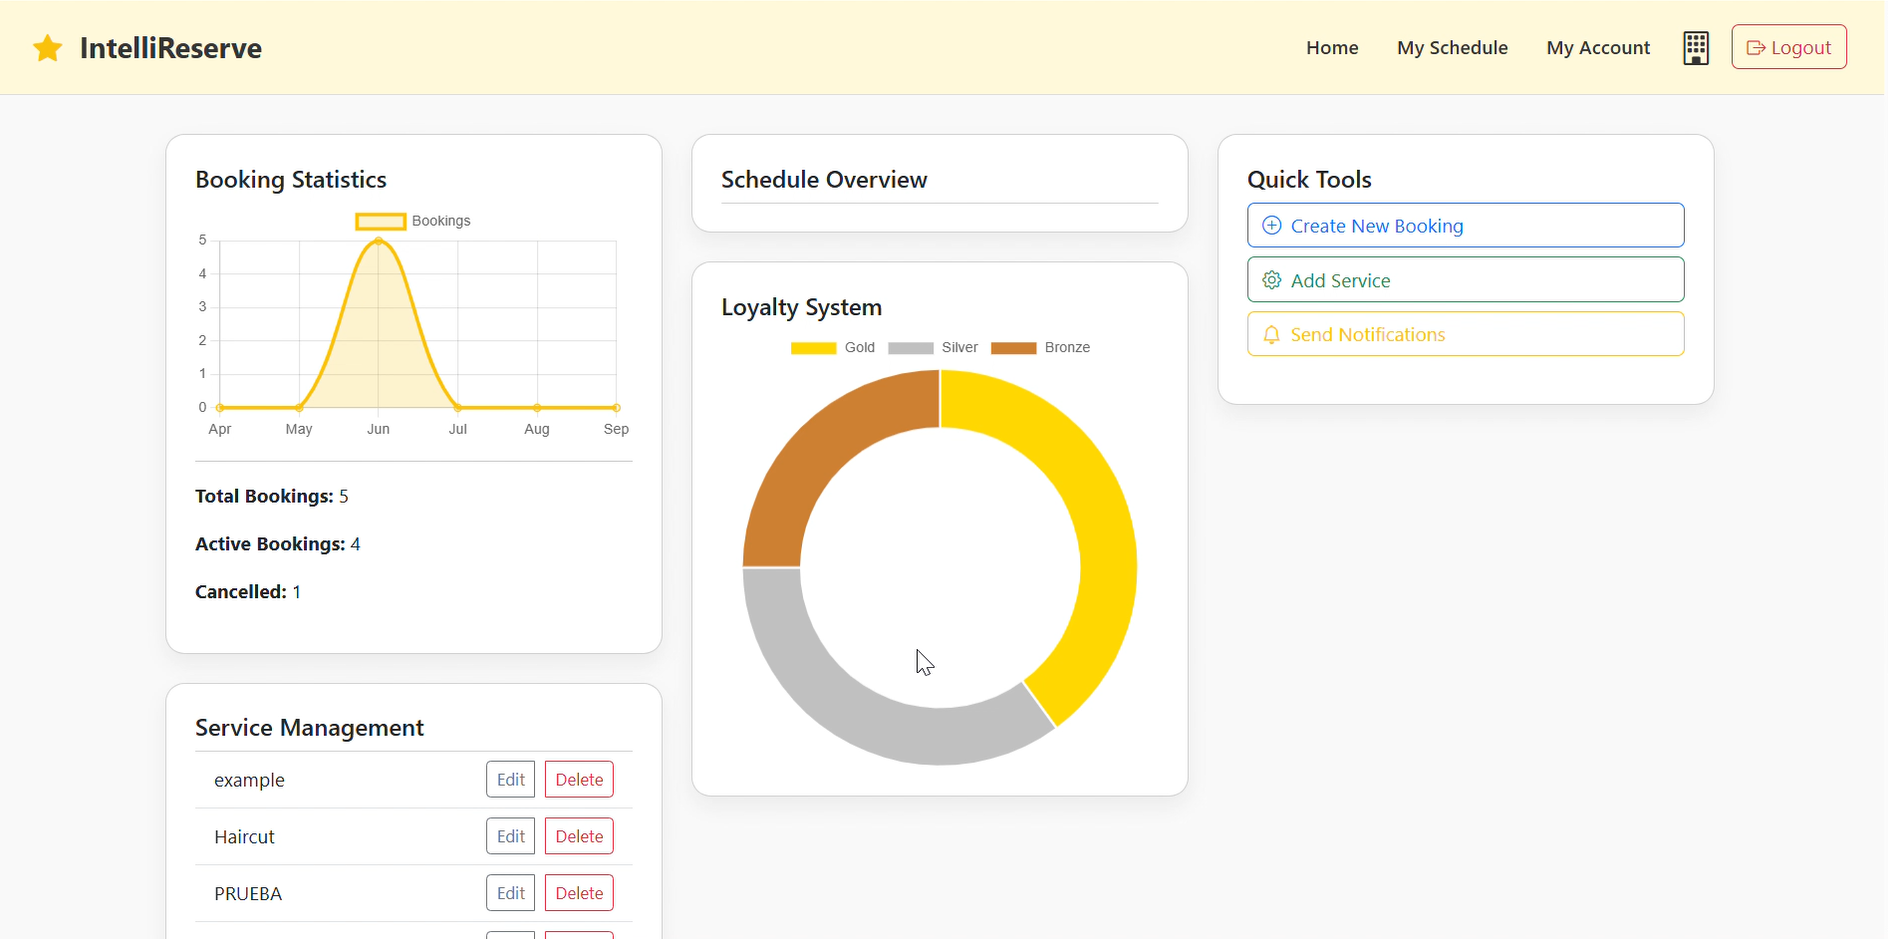 IntelliReserve
Home
My Schedule
My Account
Logout
Booking Statistics
Bookings
5
4
3
2
1
0
Apr May Jun Jul Aug Sep
Total Bookings: 5
Active Bookings: 4
Cancelled: 1
Service Management
example Edit Delete
Haircut Edit Delete
PRUEBA Edit Delete
Schedule Overview
Loyalty System
Gold Silver Bronze
Quick Tools
Create New Booking
Add Service
Send Notifications